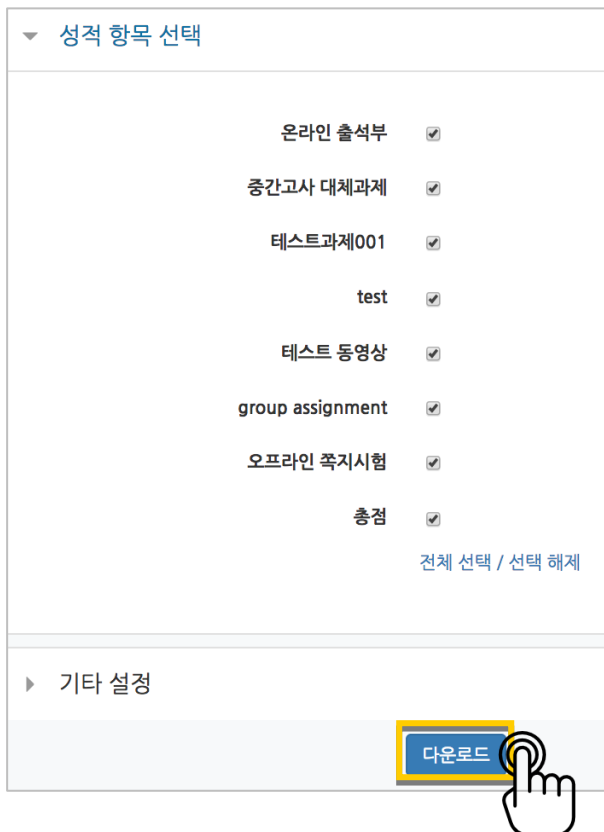 성적 항목 선택
온라인 출석부
중간고사 대체과제
테스트과제001
test
테스트 동영상
group assignment
오프라인 쪽지시험
총점
전체 선택 / 선택 해제
기타 설정
다운로드